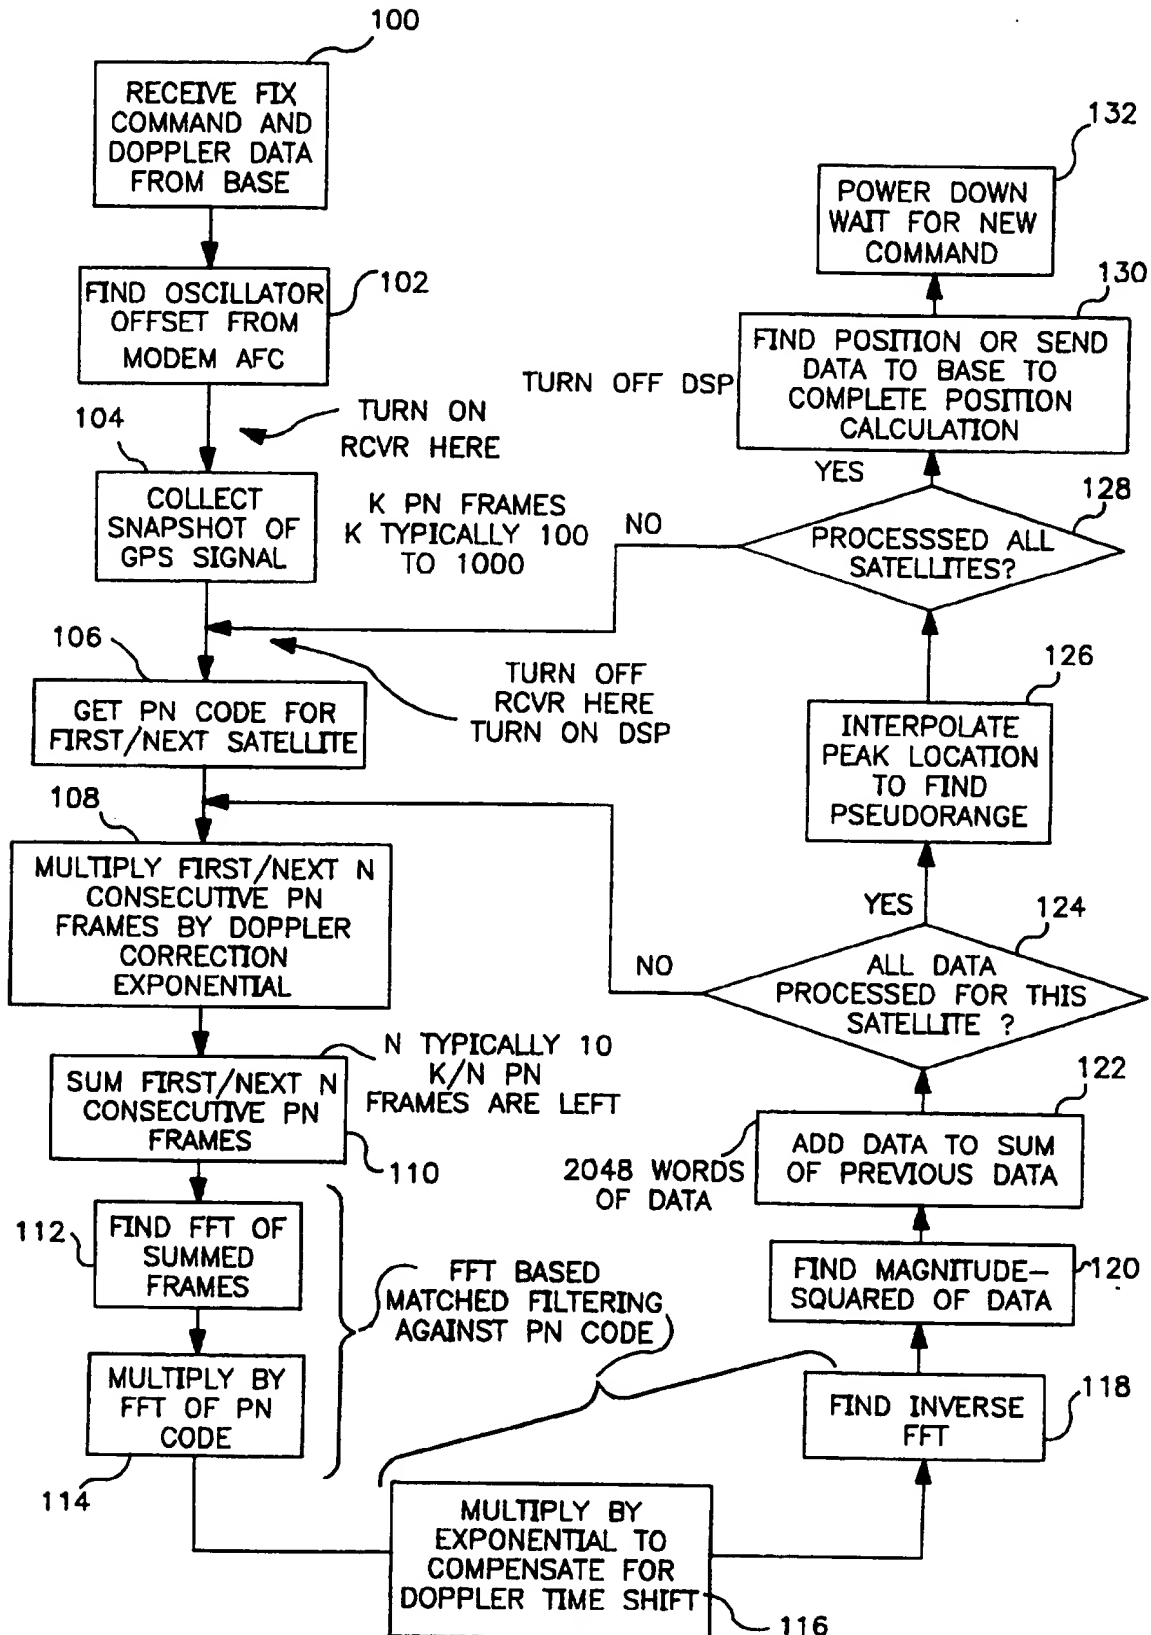 100
RECEIVE FIX
COMMAND AND
DOPPLER DATA
FROM BASE
FIND OSCILLATOR
OFFSET FROM
MODEM AFC
102
TURN ON
RCVR HERE
104
COLLECT
SNAPSHOT OF
GPS SIGNAL
K PN FRAMES
K TYPICALLY 100
TO 1000
106
TURN OFF
RCVR HERE
TURN ON DSP
GET PN CODE FOR
FIRST/NEXT SATELLITE
108
MULTIPLY FIRST/NEXT N
CONSECUTIVE PN
FRAMES BY DOPPLER
CORRECTION
EXPONENTIAL
N TYPICALLY 10
K/N PN
FRAMES ARE LEFT
SUM FIRST/NEXT N
CONSECUTIVE PN
FRAMES
110
112
FIND FFT OF
SUMMED
FRAMES
FFT BASED
MATCHED FILTERING
AGAINST PN CODE
MULTIPLY BY
FFT OF PN
CODE
114
MULTIPLY BY
EXPONENTIAL TO
COMPENSATE FOR
DOPPLER TIME SHIFT
116
FIND INVERSE
FFT
118
FIND MAGNITUDE-
SQUARED OF DATA
120
2048 WORDS
OF DATA
ADD DATA TO SUM
OF PREVIOUS DATA
122
ALL DATA
PROCESSED FOR THIS
SATELLITE ?
124
NO
YES
INTERPOLATE
PEAK LOCATION
TO FIND
PSEUDORANGE
126
PROCESSSED ALL
SATELLITES?
128
NO
YES
TURN OFF DSP
FIND POSITION OR SEND
DATA TO BASE TO
COMPLETE POSITION
CALCULATION
130
POWER DOWN
WAIT FOR NEW
COMMAND
132